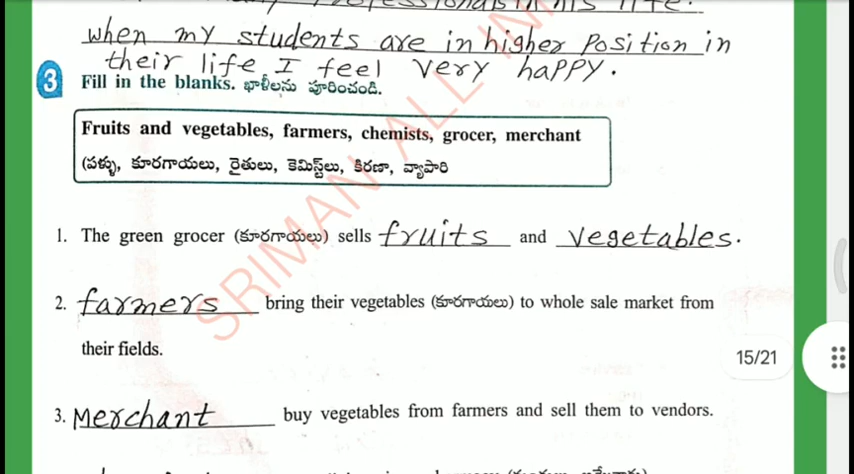 when my students are in higher position in
their life I feel very happy.
3 Fill in the blanks. ఖాళీలను పూరించండి.
Fruits and vegetables, farmers, chemists, grocer, merchant
(పళ్ళు, కూరగాయలు, రైతులు, కెమిస్ట్‌లు, కిరణా, వ్యాపారి
1. The green grocer (కూరగాయలు) sells fruits and vegetables.
2. farmers bring their vegetables (కూరగాయలు) to whole sale market from
their fields.
15/21
3. Merchant buy vegetables from farmers and sell them to vendors.
SRIMAN ALL IN